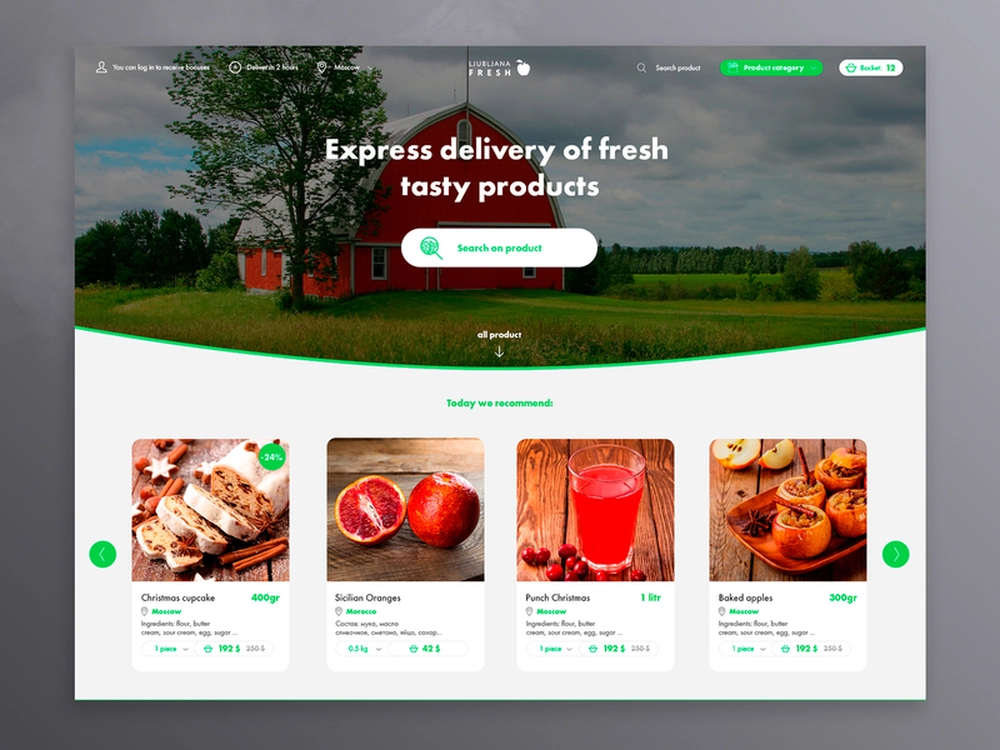 You can log in to receive bonuses
Deliver in 2 hours
Moscow
LJUBLJANA
FRESH
Search product
Product category
Basket 12
Express delivery of fresh
tasty products
Search on product
all product
Today we recommend:
-24%
Christmas cupcake 400gr
Moscow
Ingredients: flour, butter
cream, sour cream, egg, sugar ...
1 piece 192 $ 250 $
Sicilian Oranges
Morocco
Состав: мука, масло
сливочное, сметана, яйцо, сахар...
0.5 kg 42 $
Punch Christmas 1 litr
Moscow
Ingredients: flour, butter
cream, sour cream, egg, sugar ...
1 piece 192 $ 250 $
Baked apples 300gr
Moscow
Ingredients: flour, butter
cream, sour cream, egg, sugar ...
1 piece 192 $ 250 $